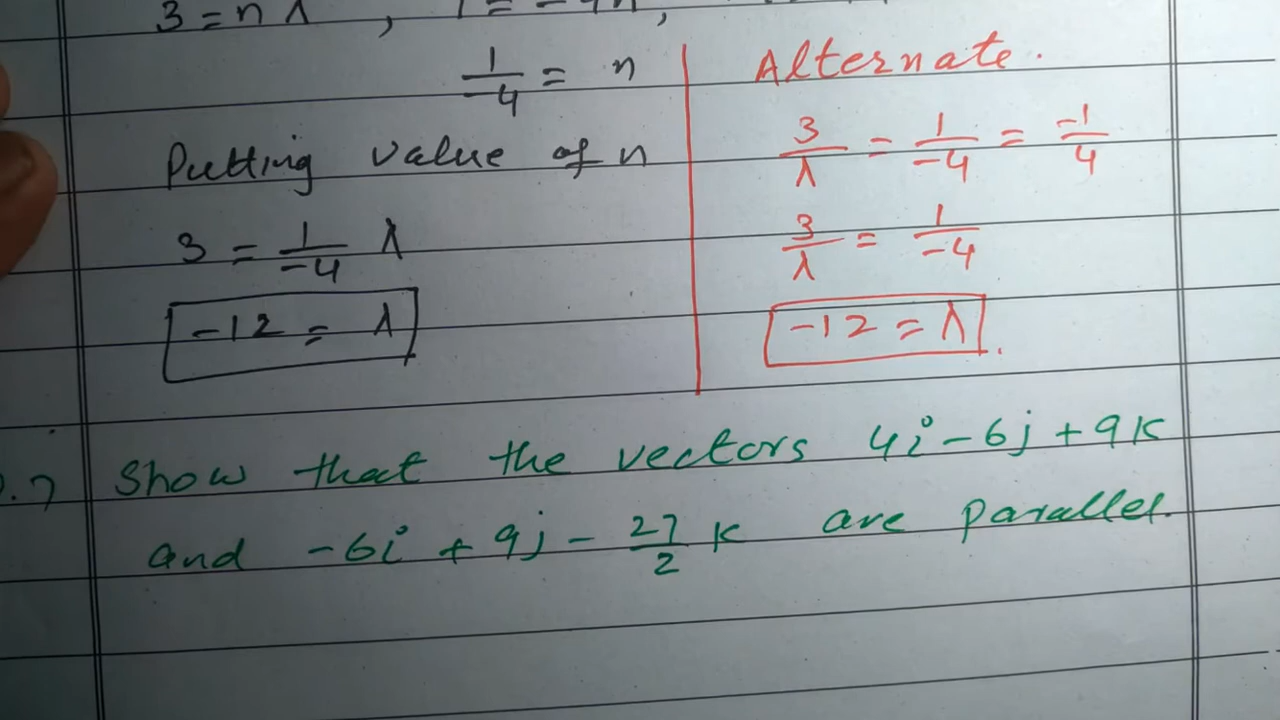 3 = n λ ,
1/-4 = n
Putting value of n
3 = 1/-4 λ
-12 = λ
Alternate.
3/λ = 1/-4 = -1/4
3/λ = 1/-4
-12 = λ.
.7 Show that the vectors 4i - 6j + 9k
and -6i + 9j - 27/2 k are parallel.